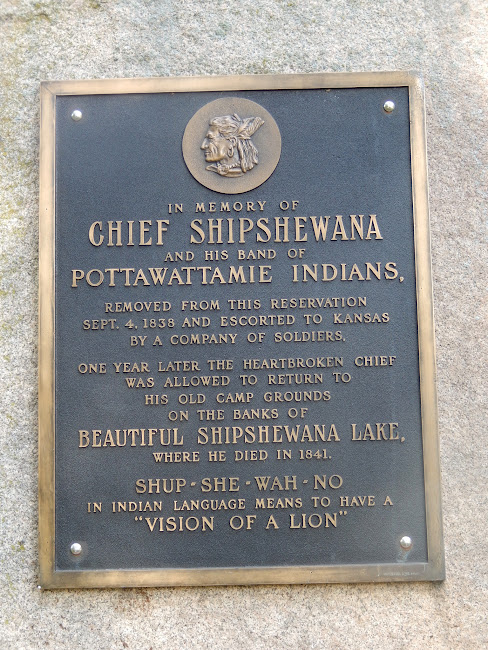 IN MEMORY OF
CHIEF SHIPSHEWANA
AND HIS BAND OF
POTTAWATTAMIE INDIANS,
REMOVED FROM THIS RESERVATION
SEPT. 4, 1838 AND ESCORTED TO KANSAS
BY A COMPANY OF SOLDIERS.
ONE YEAR LATER THE HEARTBROKEN CHIEF
WAS ALLOWED TO RETURN TO
HIS OLD CAMP GROUNDS
ON THE BANKS OF
BEAUTIFUL SHIPSHEWANA LAKE,
WHERE HE DIED IN 1841.
SHUP-SHE-WAH-NO
IN INDIAN LANGUAGE MEANS TO HAVE A
"VISION OF A LION"